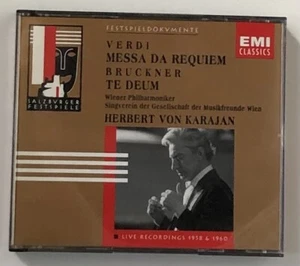 FESTSPIELDOKUMENTE
VERDI
MESSA DA REQUIEM
BRUCKNER
TE DEUM
Wiener Philharmoniker
Singverein der Gesellschaft der Musikfreunde Wien
HERBERT VON KARAJAN
EMI
CLASSICS
SALZBURGER
FESTSPIELE
LIVE RECORDINGS 1958 & 1960